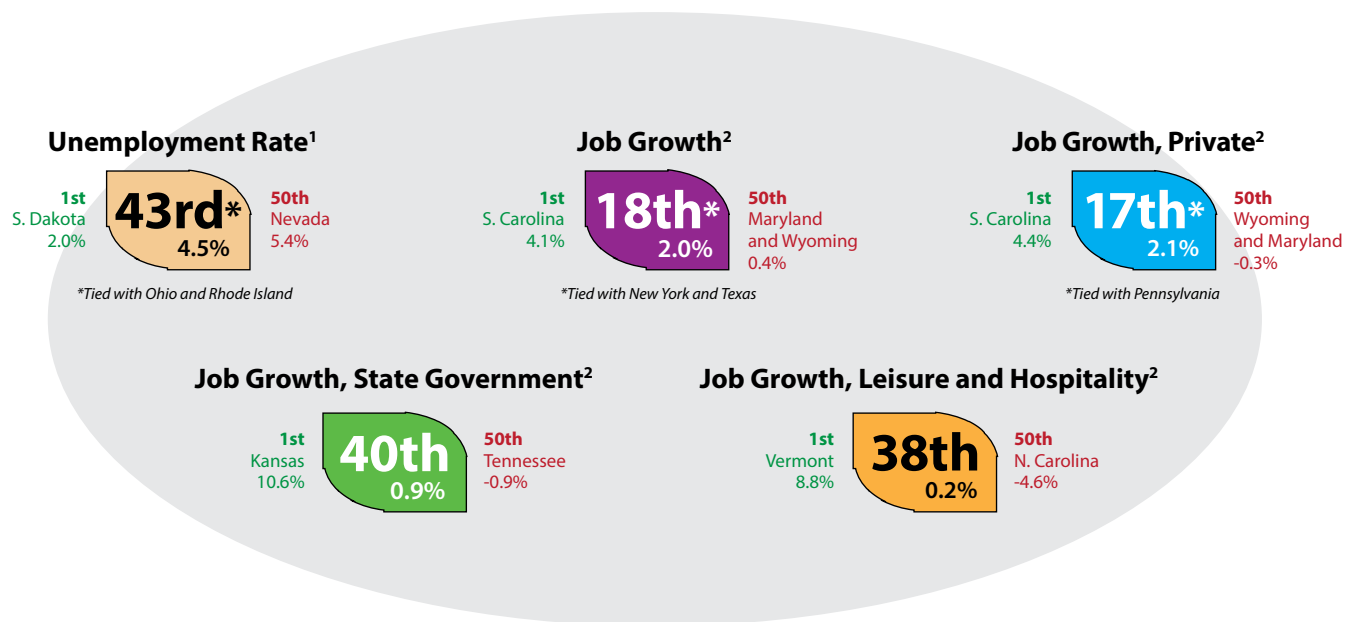 Unemployment Rate¹
1st
S. Dakota
2.0%
43rd*
4.5%
50th
Nevada
5.4%
*Tied with Ohio and Rhode Island
Job Growth²
1st
S. Carolina
4.1%
18th*
2.0%
50th
Maryland
and Wyoming
0.4%
*Tied with New York and Texas
Job Growth, Private²
1st
S. Carolina
4.4%
17th*
2.1%
50th
Wyoming
and Maryland
-0.3%
*Tied with Pennsylvania
Job Growth, State Government²
1st
Kansas
10.6%
40th
0.9%
50th
Tennessee
-0.9%
Job Growth, Leisure and Hospitality²
1st
Vermont
8.8%
38th
0.2%
50th
N. Carolina
-4.6%